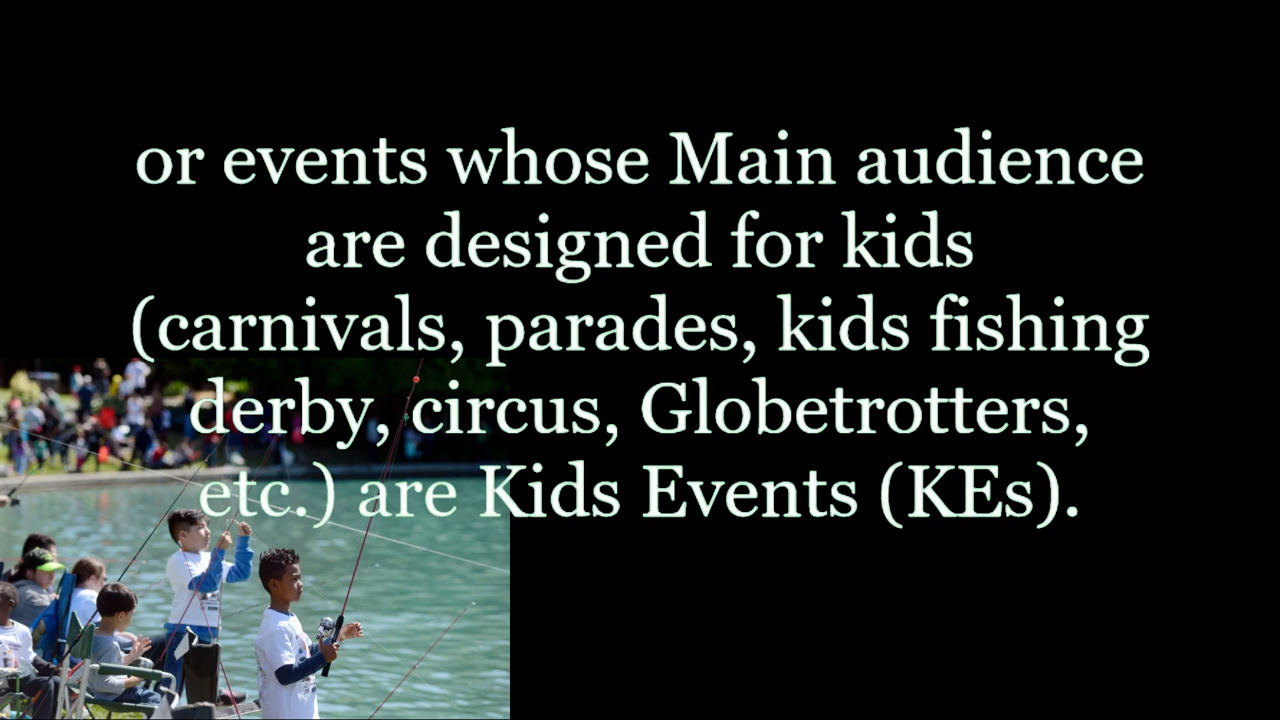 or events whose Main audience
are designed for kids
(carnivals, parades, kids fishing
derby, circus, Globetrotters,
etc.) are Kids Events (KEs).